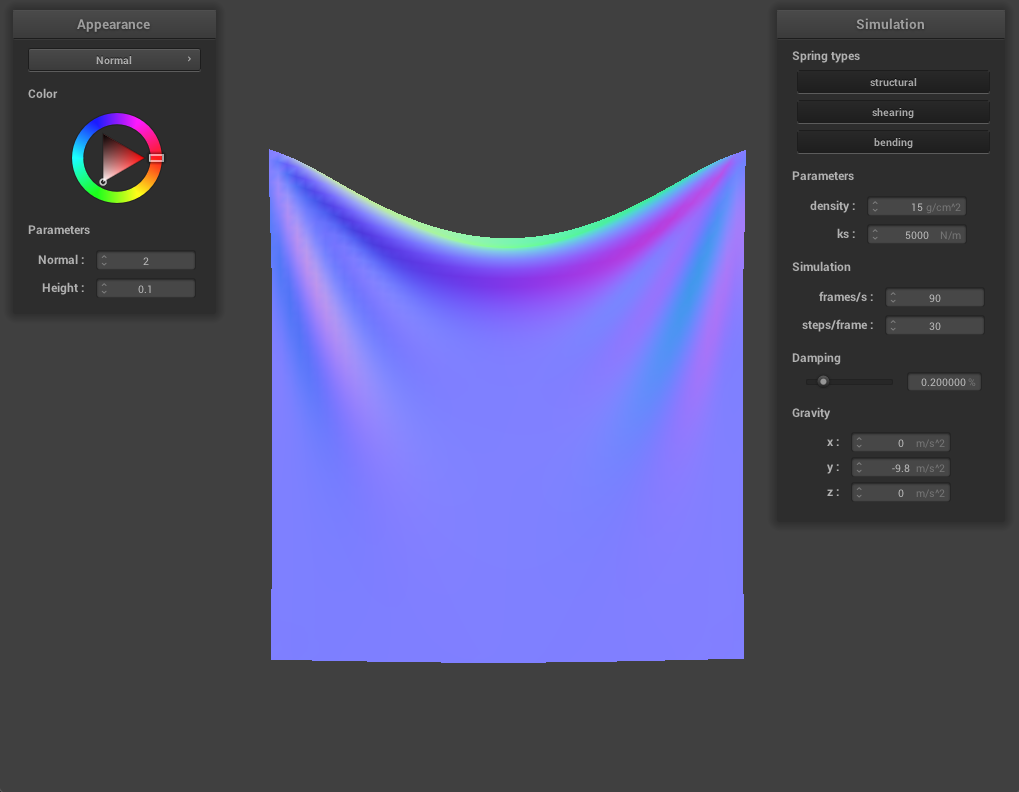 Appearance
Normal
Color
Parameters
Normal : 2
Height : 0.1
Simulation
Spring types
structural
shearing
bending
Parameters
density : 15 g/cm^2
ks : 5000 N/m
Simulation
frames/s : 90
steps/frame : 30
Damping
0.200000 %
Gravity
x : 0 m/s^2
y : -9.8 m/s^2
z : 0 m/s^2